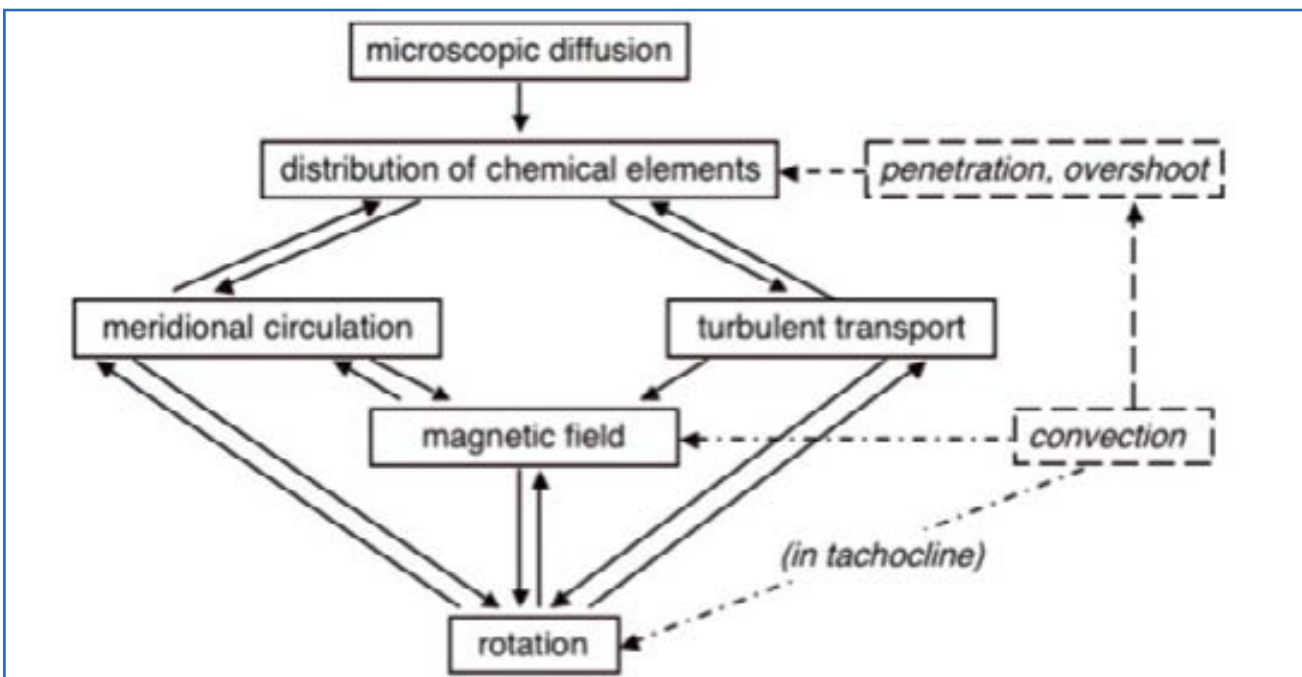 microscopic diffusion
distribution of chemical elements
penetration, overshoot
meridional circulation
turbulent transport
magnetic field
convection
(in tachocline)
rotation